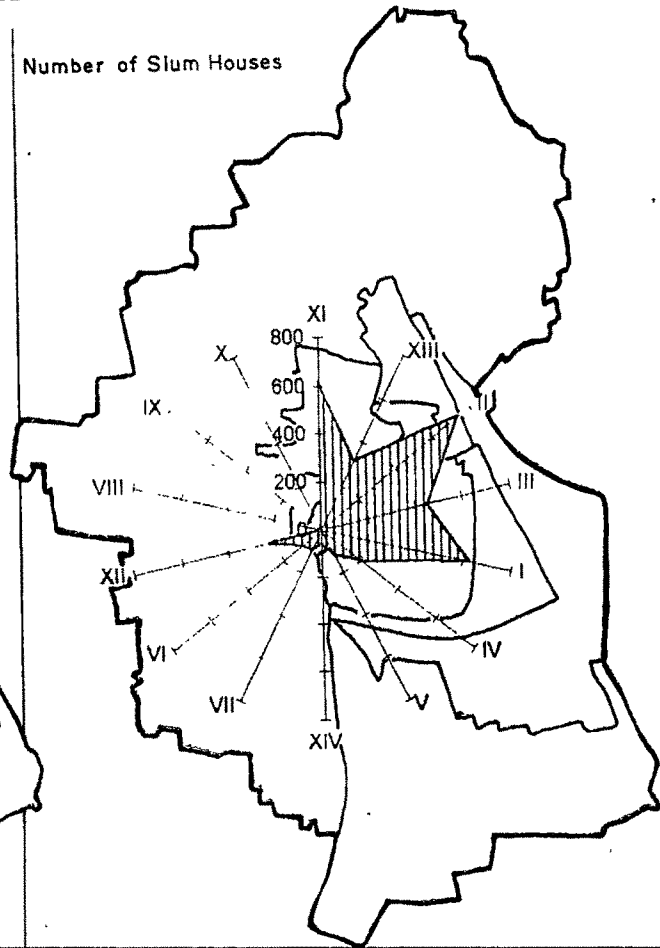 Number of Slum Houses
XI
800
XIII
X
600
II
IX
400
III
VIII
200
0
XII
I
VI
IV
VII
V
XIV